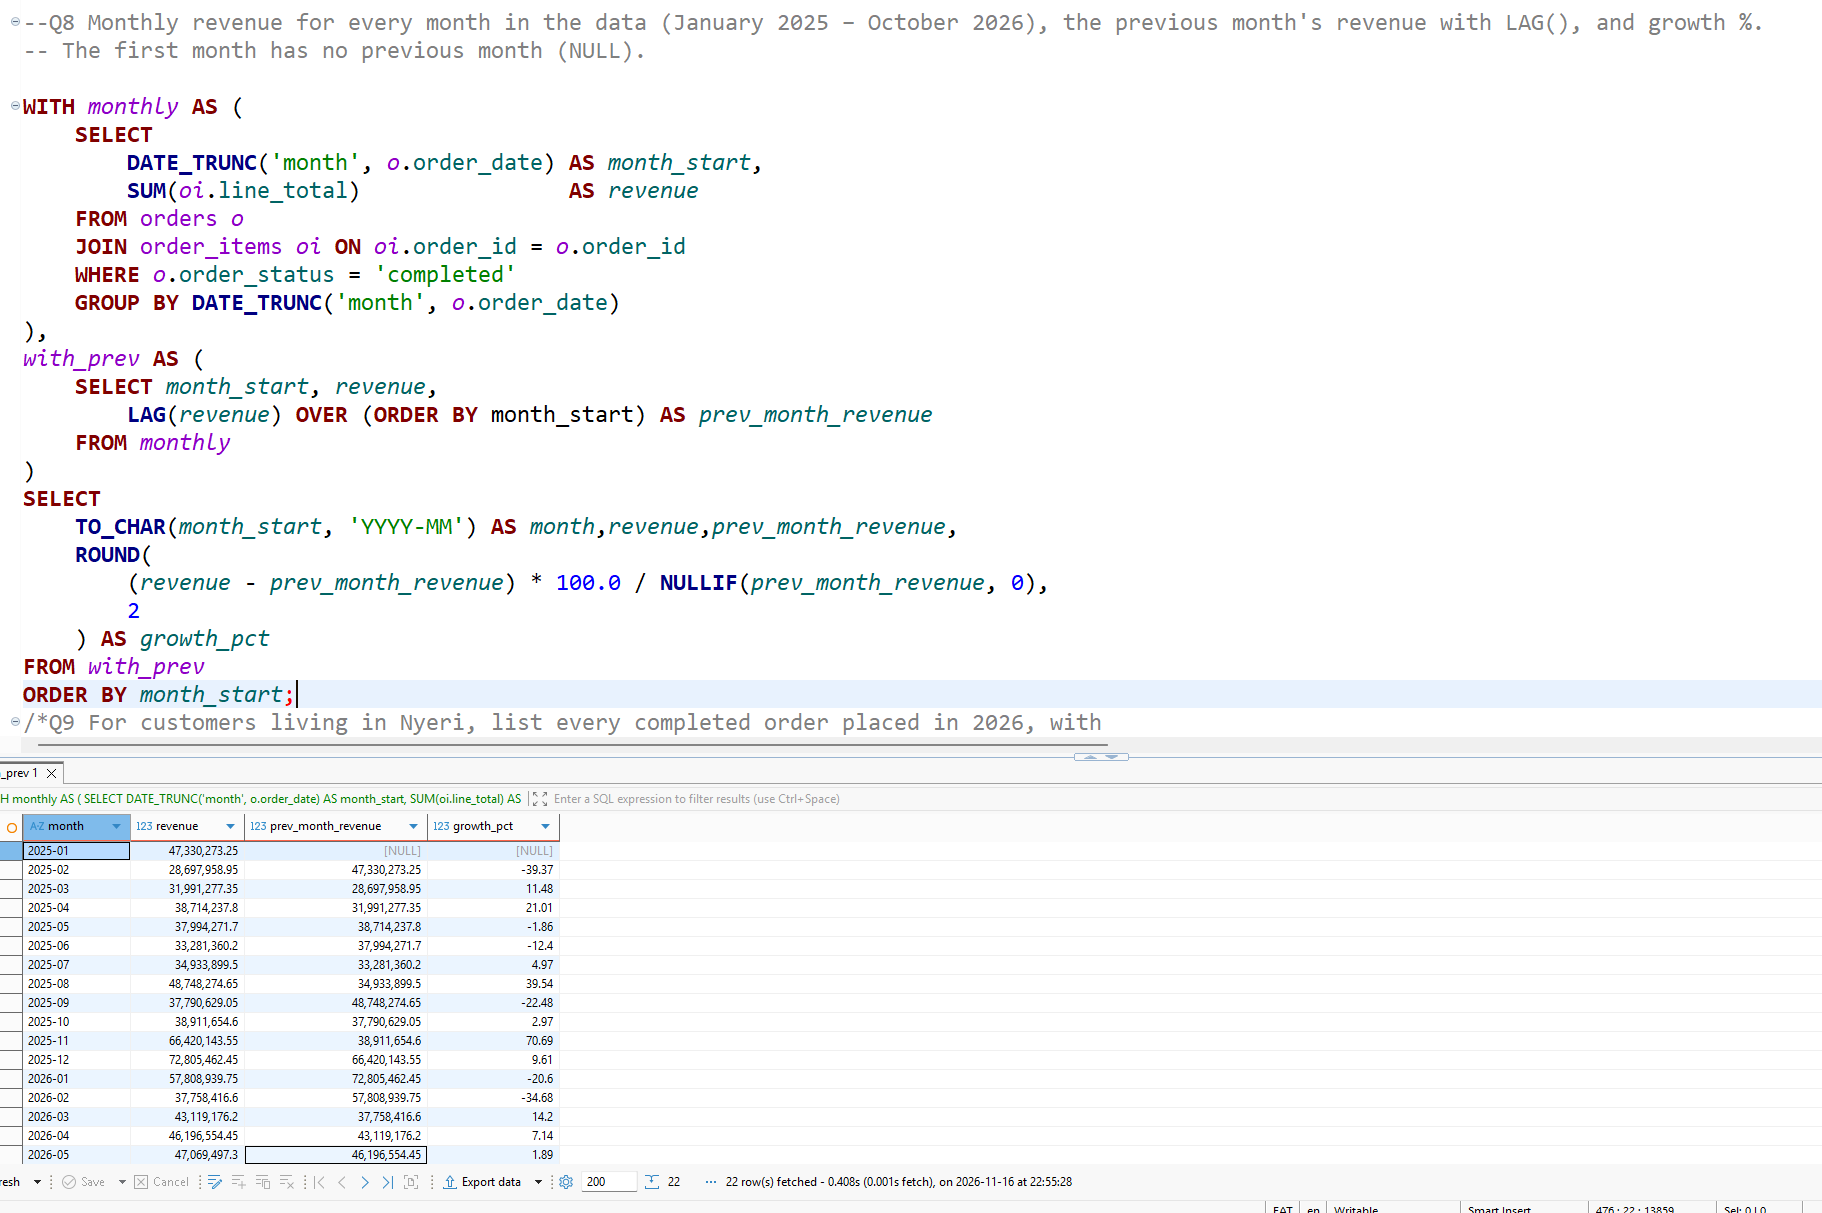 --Q8 Monthly revenue for every month in the data (January 2025 – October 2026), the previous month's revenue with LAG(), and growth %.
-- The first month has no previous month (NULL).
WITH monthly AS (
SELECT
DATE_TRUNC('month', o.order_date) AS month_start,
SUM(oi.line_total) AS revenue
FROM orders o
JOIN order_items oi ON oi.order_id = o.order_id
WHERE o.order_status = 'completed'
GROUP BY DATE_TRUNC('month', o.order_date)
),
with_prev AS (
SELECT month_start, revenue,
LAG(revenue) OVER (ORDER BY month_start) AS prev_month_revenue
FROM monthly
)
SELECT
TO_CHAR(month_start, 'YYYY-MM') AS month,revenue,prev_month_revenue,
ROUND(
(revenue - prev_month_revenue) * 100.0 / NULLIF(prev_month_revenue, 0),
2
) AS growth_pct
FROM with_prev
ORDER BY month_start;
/*Q9 For customers living in Nyeri, list every completed order placed in 2026, with
_prev 1
H monthly AS ( SELECT DATE_TRUNC('month', o.order_date) AS month_start, SUM(oi.line_total) AS Enter a SQL expression to filter results (use Ctrl+Space)
A-Z month 123 revenue 123 prev_month_revenue 123 growth_pct
2025-01 47,330,273.25 [NULL] [NULL]
2025-02 28,697,958.95 47,330,273.25 -39.37
2025-03 31,991,277.35 28,697,958.95 11.48
2025-04 38,714,237.8 31,991,277.35 21.01
2025-05 37,994,271.7 38,714,237.8 -1.86
2025-06 33,281,360.2 37,994,271.7 -12.4
2025-07 34,933,899.5 33,281,360.2 4.97
2025-08 48,748,274.65 34,933,899.5 39.54
2025-09 37,790,629.05 48,748,274.65 -22.48
2025-10 38,911,654.6 37,790,629.05 2.97
2025-11 66,420,143.55 38,911,654.6 70.69
2025-12 72,805,462.45 66,420,143.55 9.61
2026-01 57,808,939.75 72,805,462.45 -20.6
2026-02 37,758,416.6 57,808,939.75 -34.68
2026-03 43,119,176.2 37,758,416.6 14.2
2026-04 46,196,554.45 43,119,176.2 7.14
2026-05 47,069,497.3 46,196,554.45 1.89
resh Save Cancel Export data 200 22 22 row(s) fetched - 0.408s (0.001s fetch), on 2026-11-16 at 22:55:28
EAT en Writable Smart Insert 476 : 22 : 13859 Sel: 0 | 0